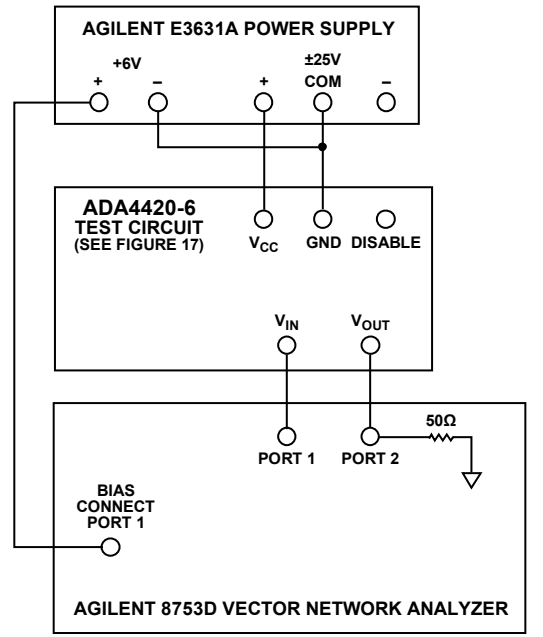 AGILENT E3631A POWER SUPPLY
+6V
±25V
+ – + COM –
ADA4420-6
TEST CIRCUIT
(SEE FIGURE 17)
VCC GND DISABLE
VIN VOUT
50Ω
PORT 1 PORT 2
BIAS
CONNECT
PORT 1
AGILENT 8753D VECTOR NETWORK ANALYZER